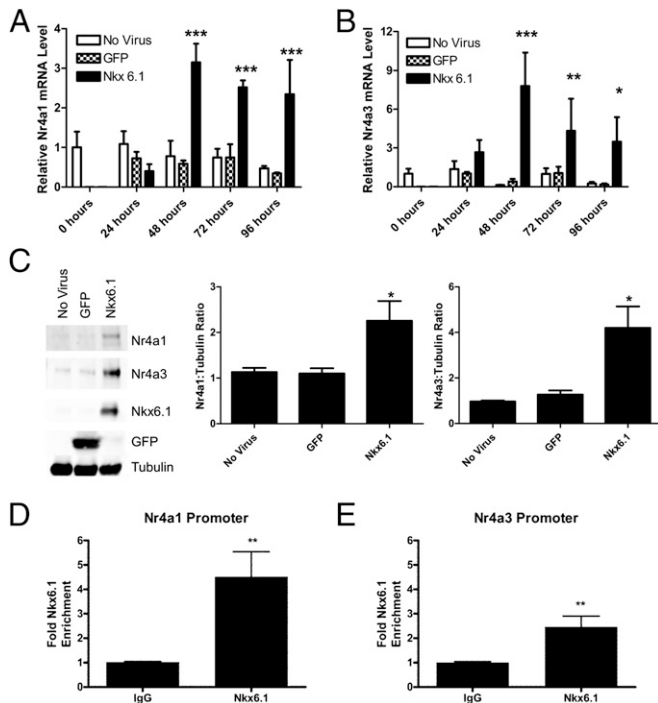 A
Relative Nr4a1 mRNA Level
4
3
2
1
0
No Virus
GFP
Nkx 6.1
***
***
***
0 hours
24 hours
48 hours
72 hours
96 hours
B
Relative Nr4a3 mRNA Level
12
9
6
3
0
No Virus
GFP
Nkx 6.1
***
**
*
0 hours
24 hours
48 hours
72 hours
96 hours
C
No Virus
GFP
Nkx6.1
Nr4a1
Nr4a3
Nkx6.1
GFP
Tubulin
Nr4a1:Tubulin Ratio
3
2
1
0
*
No Virus
GFP
Nkx6.1
Nr4a3:Tubulin Ratio
6
4
2
0
*
No Virus
GFP
Nkx6.1
D
Nr4a1 Promoter
Fold Nkx6.1
Enrichment
6
5
4
3
2
1
0
**
IgG
Nkx6.1
E
Nr4a3 Promoter
Fold Nkx6.1
Enrichment
6
5
4
3
2
1
0
**
IgG
Nkx6.1